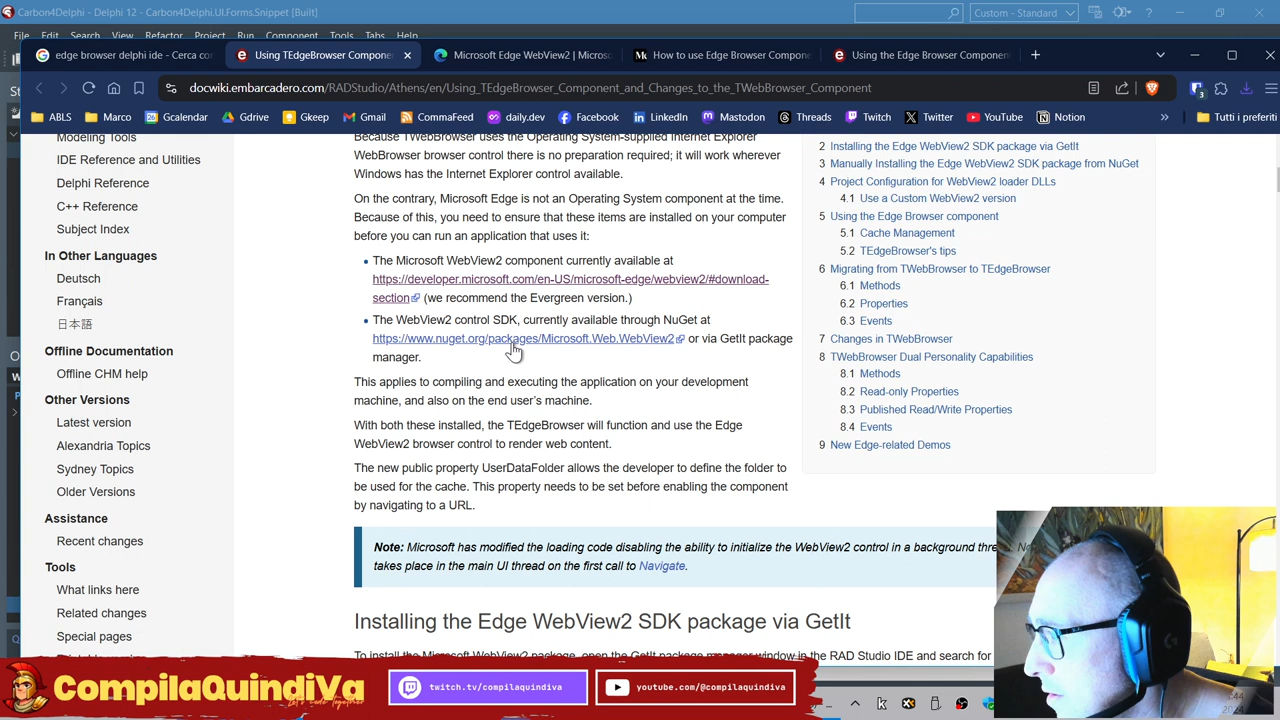 Carbon4Delphi - Delphi 12 - Carbon4Delphi.UI.Forms.Snippet [Built]
Custom - Standard
Search View Refactor Project Run Component Tools Tabs Help
edge browser delphi ide - Cerca co
Using TEdgeBrowser Compone
Microsoft Edge WebView2 | Micros
How to use Edge Browser Compon
Using the Edge Browser Componen
docwiki.embarcadero.com/RADStudio/Athens/en/Using_TEdgeBrowser_Component_and_Changes_to_the_TWebBrowser_Component
ABLS Marco Gcalendar Gdrive Gkeep Gmail CommaFeed daily.dev Facebook LinkedIn Mastodon Threads Twitch Twitter YouTube Notion » Tutti i preferiti
Modeling Tools
IDE Reference and Utilities
Delphi Reference
C++ Reference
Subject Index
In Other Languages
Deutsch
Français
日本語
Offline Documentation
Offline CHM help
Other Versions
Latest version
Alexandria Topics
Sydney Topics
Older Versions
Assistance
Recent changes
Tools
What links here
Related changes
Special pages
Because TWebBrowser uses the Operating System-supplied Internet Explorer
WebBrowser browser control there is no preparation required; it will work wherever
Windows has the Internet Explorer control available.
On the contrary, Microsoft Edge is not an Operating System component at the time.
Because of this, you need to ensure that these items are installed on your computer
before you can run an application that uses it:
• The Microsoft WebView2 component currently available at
https://developer.microsoft.com/en-US/microsoft-edge/webview2/#download-
section (we recommend the Evergreen version.)
• The WebView2 control SDK, currently available through NuGet at
https://www.nuget.org/packages/Microsoft.Web.WebView2 or via GetIt package
manager.
This applies to compiling and executing the application on your development
machine, and also on the end user's machine.
With both these installed, the TEdgeBrowser will function and use the Edge
WebView2 browser control to render web content.
The new public property UserDataFolder allows the developer to define the folder to
be used for the cache. This property needs to be set before enabling the component
by navigating to a URL.
Note: Microsoft has modified the loading code disabling the ability to initialize the WebView2 control in a background thre
takes place in the main UI thread on the first call to Navigate.
Installing the Edge WebView2 SDK package via GetIt
To install the Microsoft WebView2 package, open the GetIt package manager window in the RAD Studio IDE and search for
2 Installing the Edge WebView2 SDK package via GetIt
3 Manually Installing the Edge WebView2 SDK package from NuGet
4 Project Configuration for WebView2 loader DLLs
4.1 Use a Custom WebView2 version
5 Using the Edge Browser component
5.1 Cache Management
5.2 TEdgeBrowser's tips
6 Migrating from TWebBrowser to TEdgeBrowser
6.1 Methods
6.2 Properties
6.3 Events
7 Changes in TWebBrowser
8 TWebBrowser Dual Personality Capabilities
8.1 Methods
8.2 Read-only Properties
8.3 Published Read/Write Properties
8.4 Events
9 New Edge-related Demos
CompilaQuindiVa
Let's Code Together
twitch.tv/compilaquindiva
youtube.com/@compilaquindiva